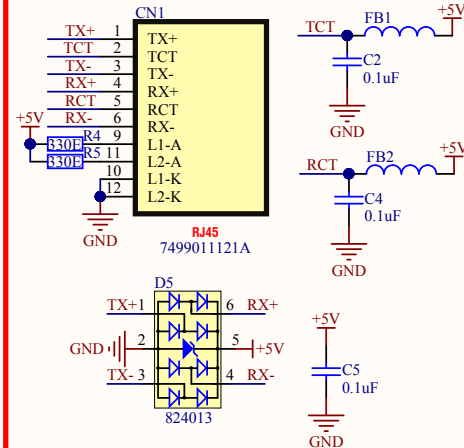 CN1
TX+ 1 TX+
TCT 2 TCT
TX- 3 TX-
RX+ 4 RX+
RCT 5 RCT
RX- 6 RX-
+5V
330E R4 9 L1-A
330E R5 11 L2-A
10 L1-K
12 L2-K
GND
RJ45
7499011121A
TCT FB1 +5V
C2
0.1uF
GND
RCT FB2 +5V
C4
0.1uF
GND
D5
TX+ 1 6 RX+
GND 2 5 +5V
TX- 3 4 RX-
824013
+5V
C5
0.1uF
GND